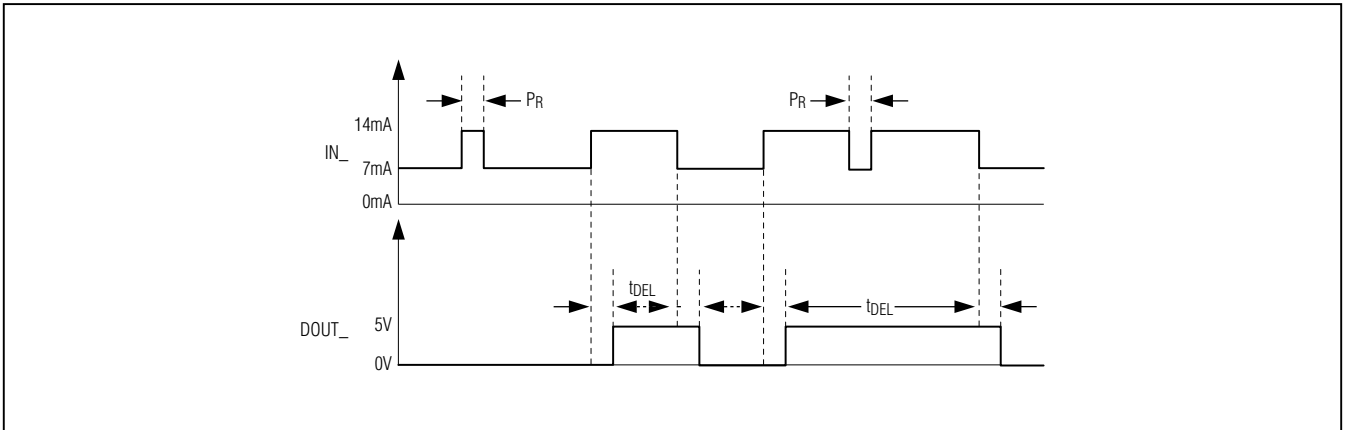 PR
PR
14mA
IN_
7mA
0mA
tDEL
tDEL
5V
DOUT_
0V